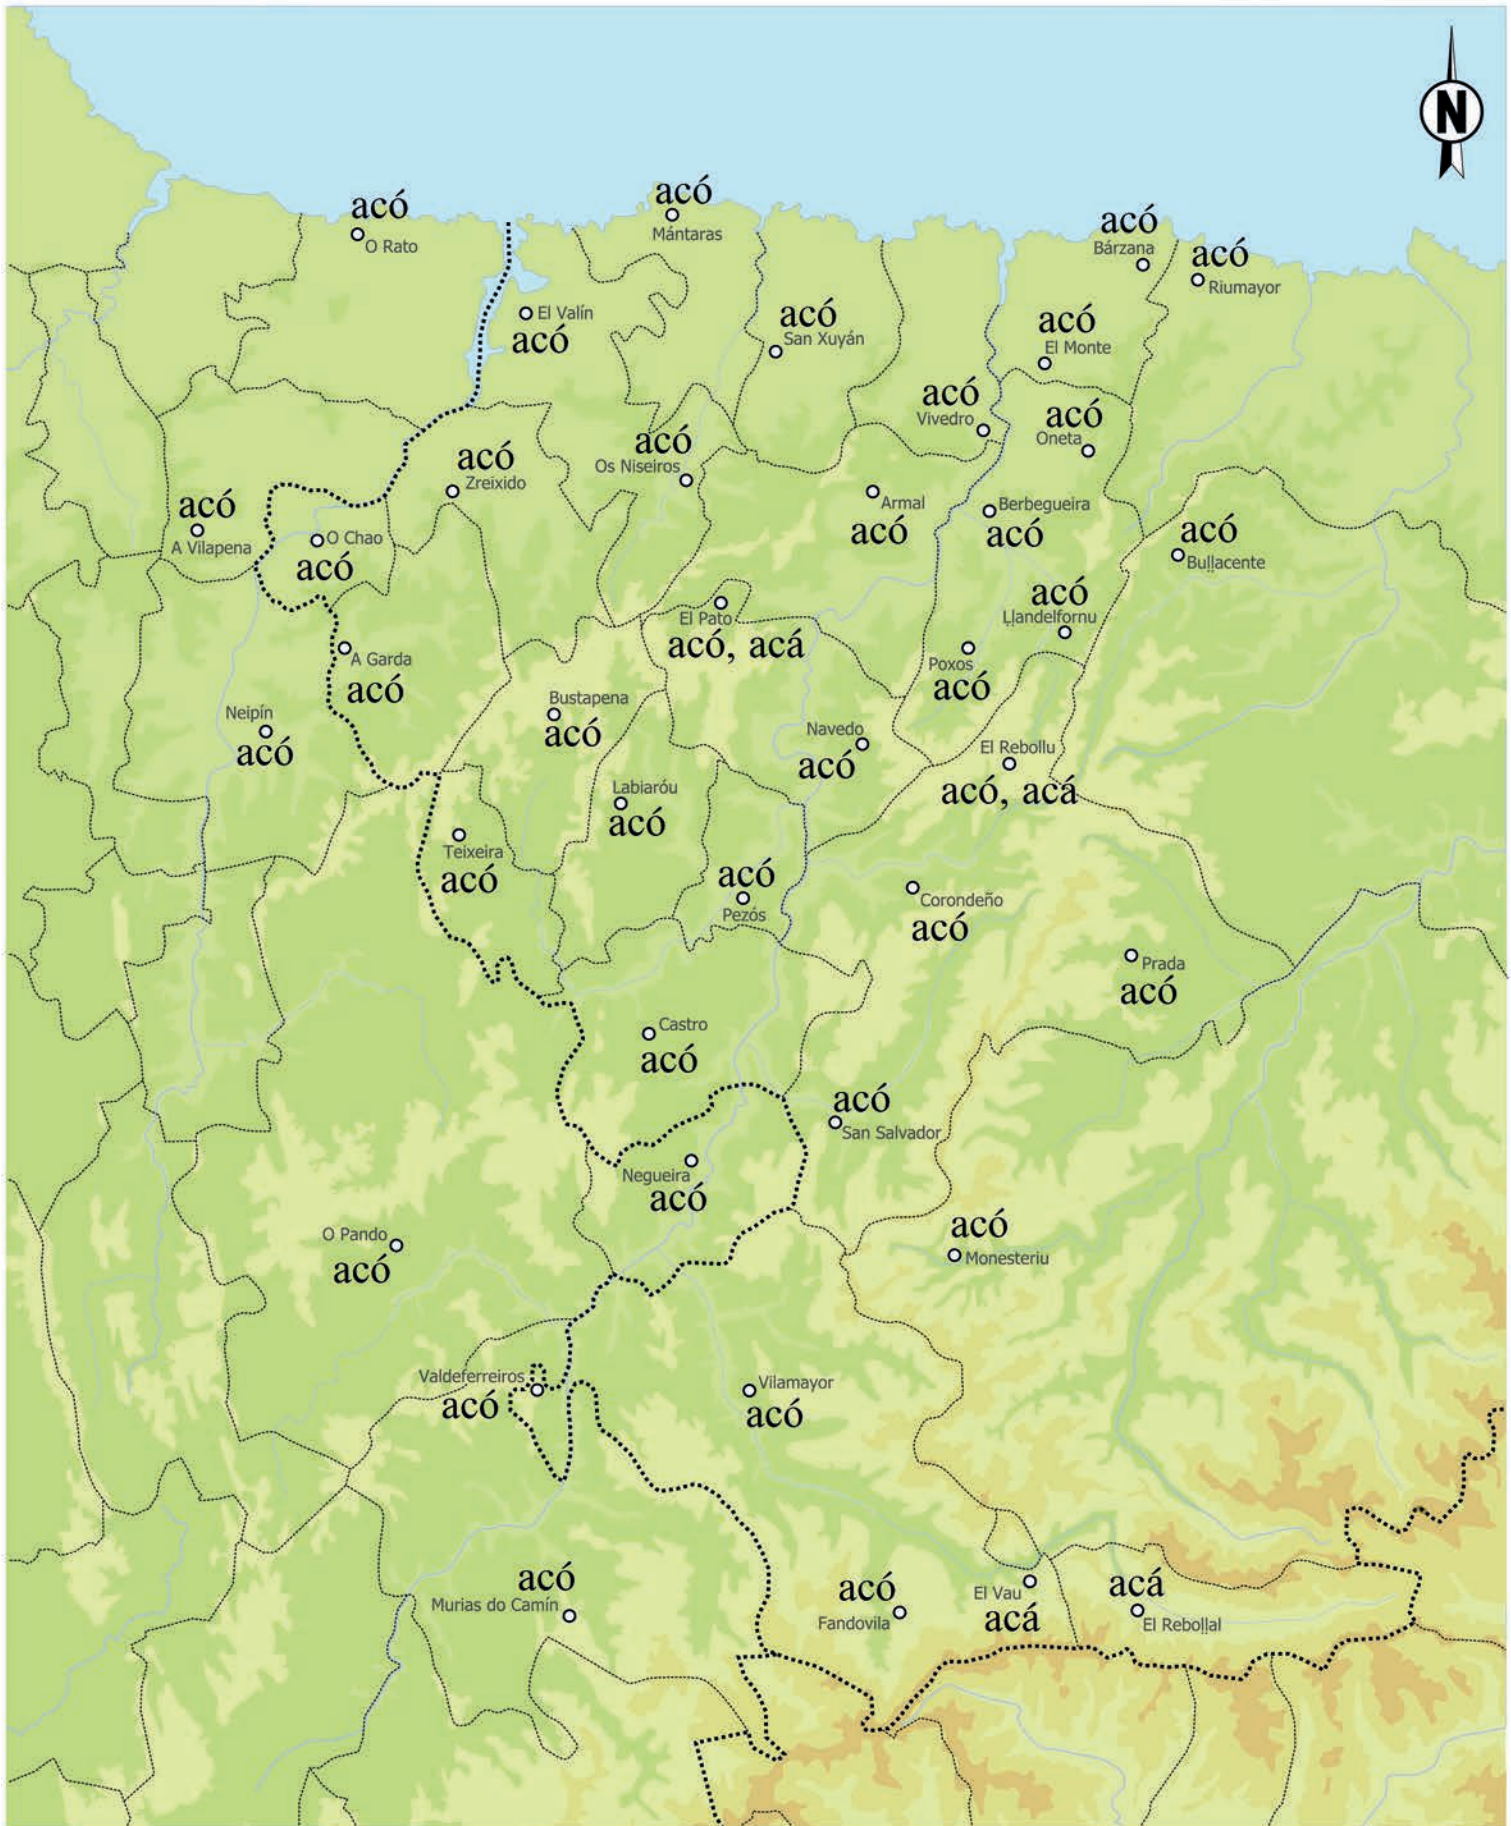 N
acó
O Rato
acó
Mántaras
acó
Bárzana
acó
Riumayor
El Valín
acó
acó
San Xuyán
acó
El Monte
acó
Vivedro
acó
Oneta
acó
Os Niseiros
acó
Zreixido
acó
A Vilapena
O Chao
acó
Armal
acó
Berbegueira
acó
acó
Buḷḷacente
acó
Ḷḷandelfornu
El Pato
acó, acá
A Garda
acó
Poxos
acó
Bustapena
acó
Neipín
acó
Navedo
acó
El Rebollu
acó, acá
Labiaróu
acó
Teixeira
acó
acó
Pezós
Corondeño
acó
Prada
acó
Castro
acó
acó
San Salvador
Negueira
acó
O Pando
acó
acó
Monesteriu
Valdeferreiros
acó
Vilamayor
acó
acó
Murias do Camín
acó
Fandovila
El Vau
acá
acá
El Reboḷḷal